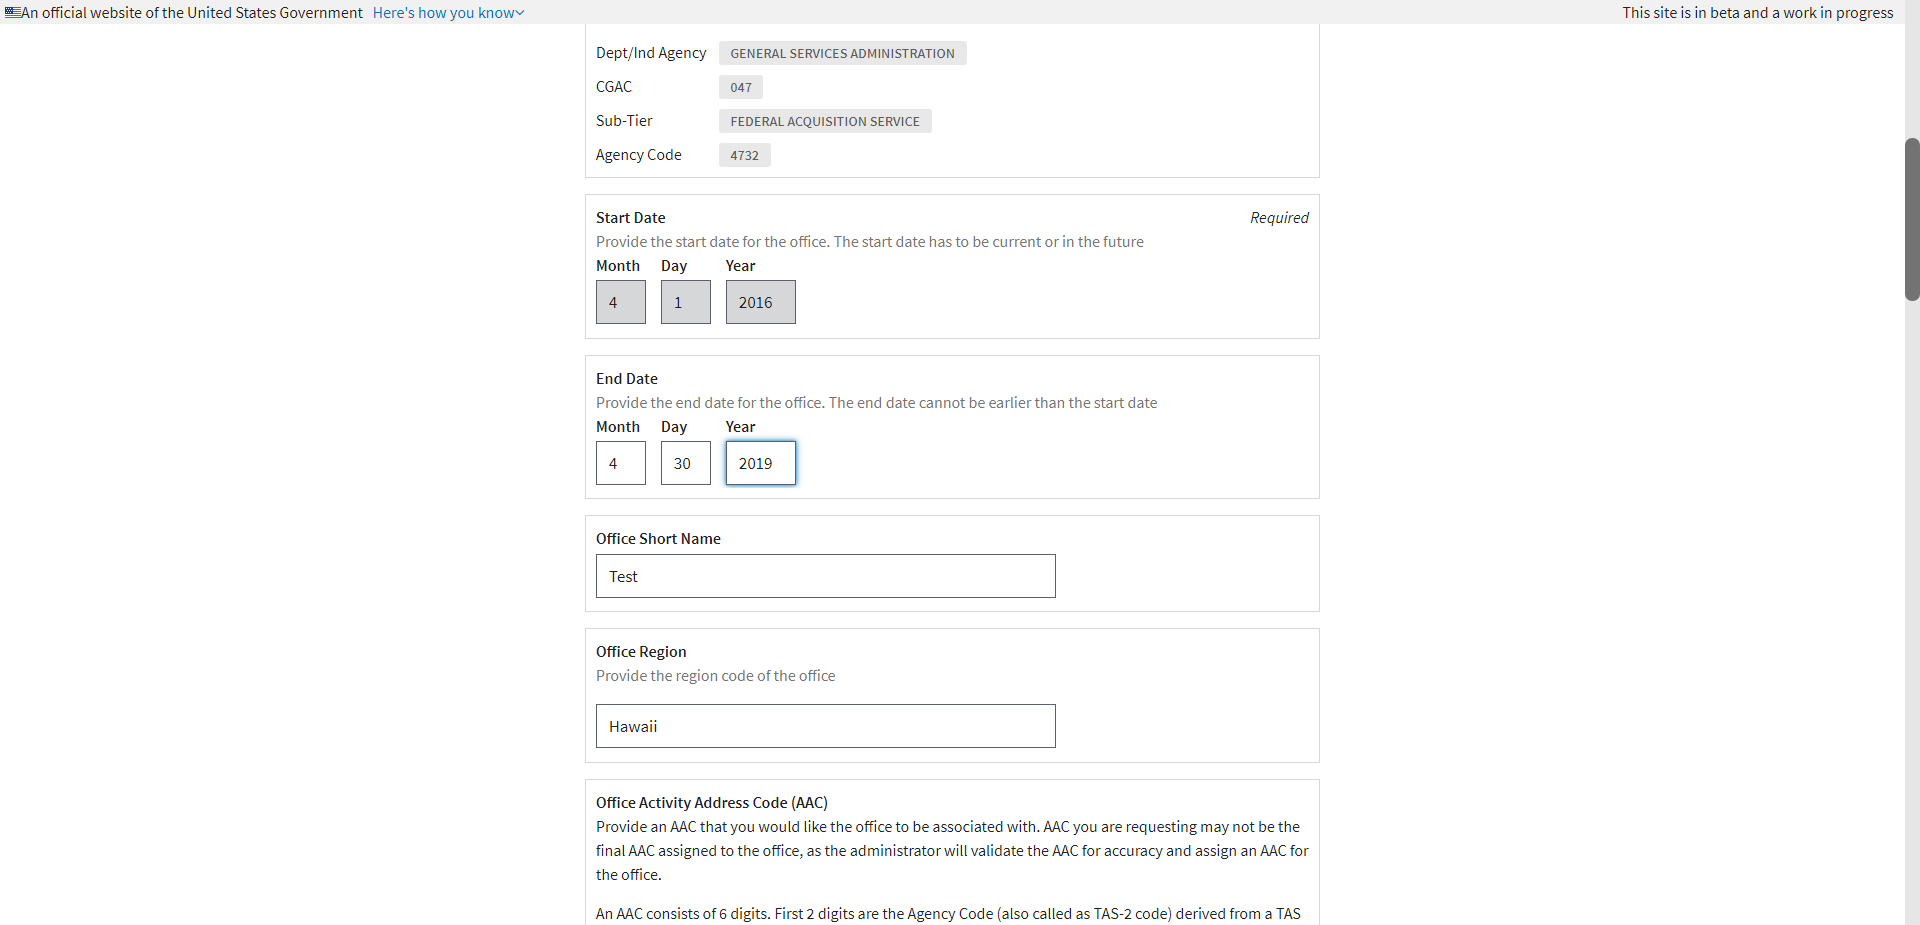 An official website of the United States Government Here's how you know
This site is in beta and a work in progress
Dept/Ind Agency GENERAL SERVICES ADMINISTRATION
CGAC 047
Sub-Tier FEDERAL ACQUISITION SERVICE
Agency Code 4732
Start Date Required
Provide the start date for the office. The start date has to be current or in the future
Month Day Year
4 1 2016
End Date
Provide the end date for the office. The end date cannot be earlier than the start date
Month Day Year
4 30 2019
Office Short Name
Test
Office Region
Provide the region code of the office
Hawaii
Office Activity Address Code (AAC)
Provide an AAC that you would like the office to be associated with. AAC you are requesting may not be the
final AAC assigned to the office, as the administrator will validate the AAC for accuracy and assign an AAC for
the office.
An AAC consists of 6 digits. First 2 digits are the Agency Code (also called as TAS-2 code) derived from a TAS